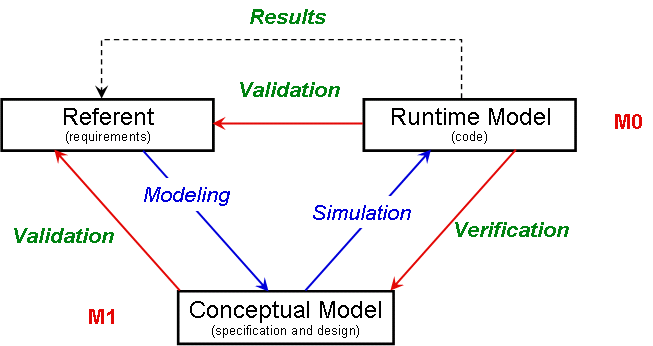 Results
Validation
Referent
(requirements)
Runtime Model
(code)
M0
Modeling
Simulation
Validation
Verification
Conceptual Model
(specification and design)
M1